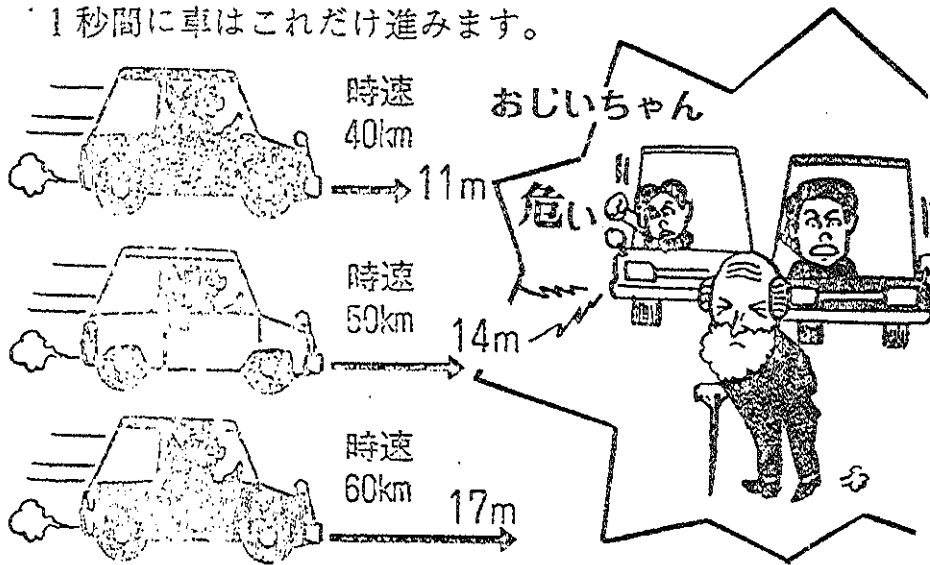 1秒間に車はこれだけ進みます。
時速
40km
11m
時速
50km
14m
時速
60km
17m
おじいちゃん
危い